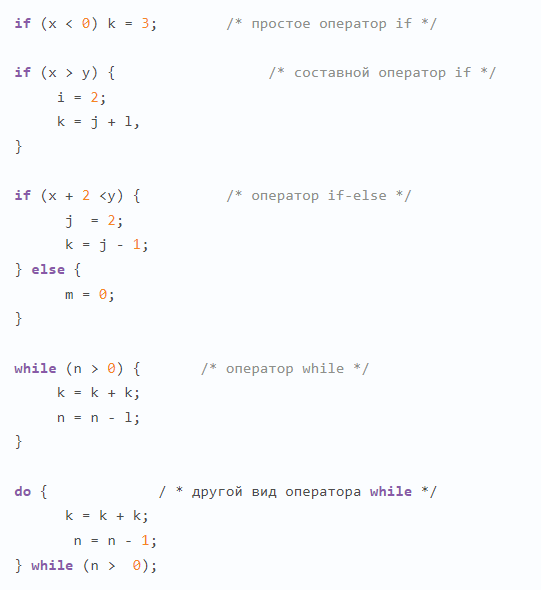 if (x < 0) k = 3;        /* простое оператор if */
if (x > y) {                  /* составной оператор if */
     i = 2;
     k = j + l,
}
if (x + 2 <y) {          /* оператор if-else */
      j  = 2;
      k = j - 1;
} else {
      m = 0;
}
while (n > 0) {       /* оператор while */
     k = k + k;
     n = n - l;
}
do {             / * другой вид оператора while */
      k = k + k;
       n = n - 1;
} while (n >  0);